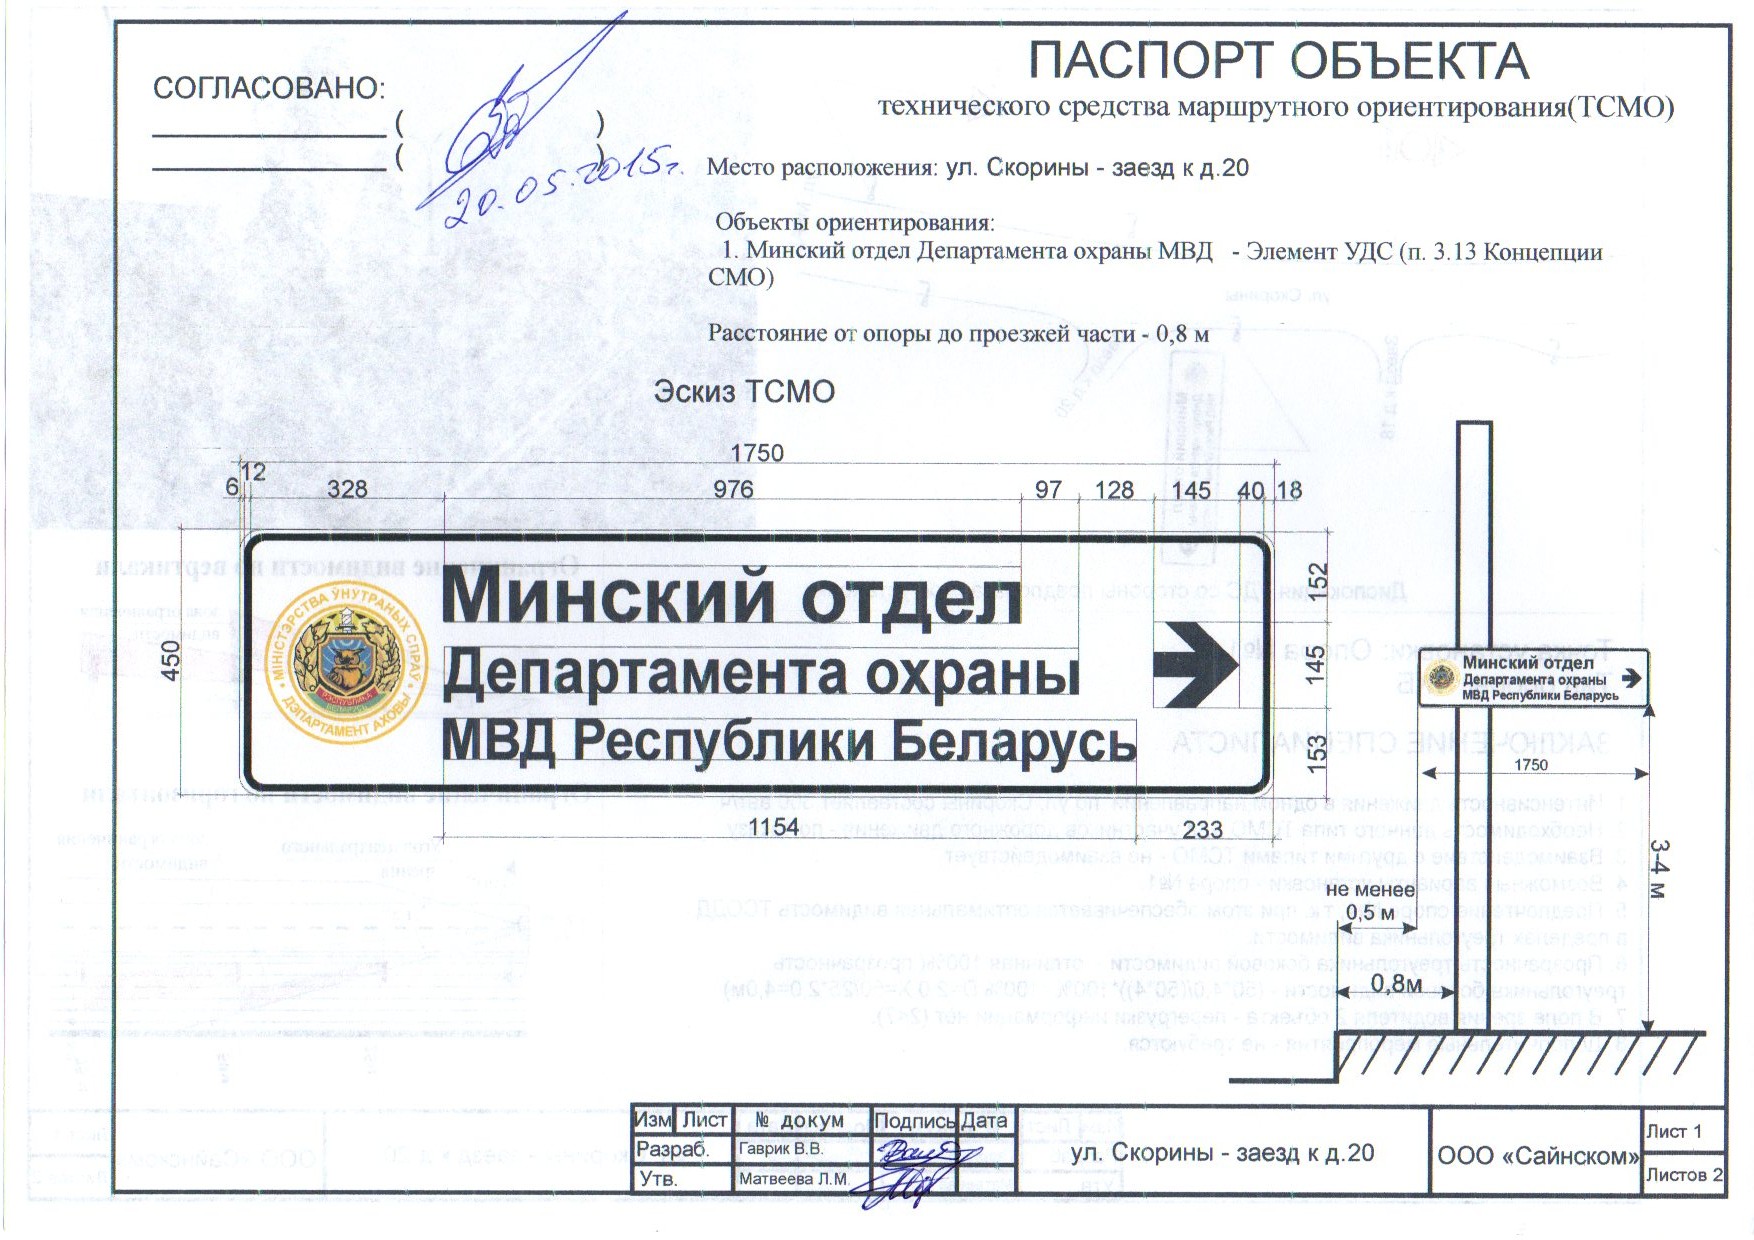 ПАСПОРТ ОБЪЕКТА
технического средства маршрутного ориентирования(ТСМО)
СОГЛАСОВАНО:
( )
( )
20.05.2015г.
Место расположения: ул. Скорины - заезд к д.20
Объекты ориентирования:
1. Минский отдел Департамента охраны МВД - Элемент УДС (п. 3.13 Концепции
СМО)
Расстояние от опоры до проезжей части - 0,8 м
Эскиз ТСМО
1750
6 12 328 976 97 128 145 40 18
450
МІНІСТЭРСТВА ЎНУТРАНЫХ СПРАЎ
ДЭПАРТАМЕНТ АХОВЫ
Минский отдел
Департамента охраны
МВД Республики Беларусь
152
145
153
1154 233
Минский отдел
Департамента охраны
МВД Республики Беларусь
1750
3-4 м
не менее
0,5 м
0,8м
Изм Лист № докум Подпись Дата
Разраб. Гаврик В.В.
Утв. Матвеева Л.М.
ул. Скорины - заезд к д.20
ООО «Сайнском»
Лист 1
Листов 2